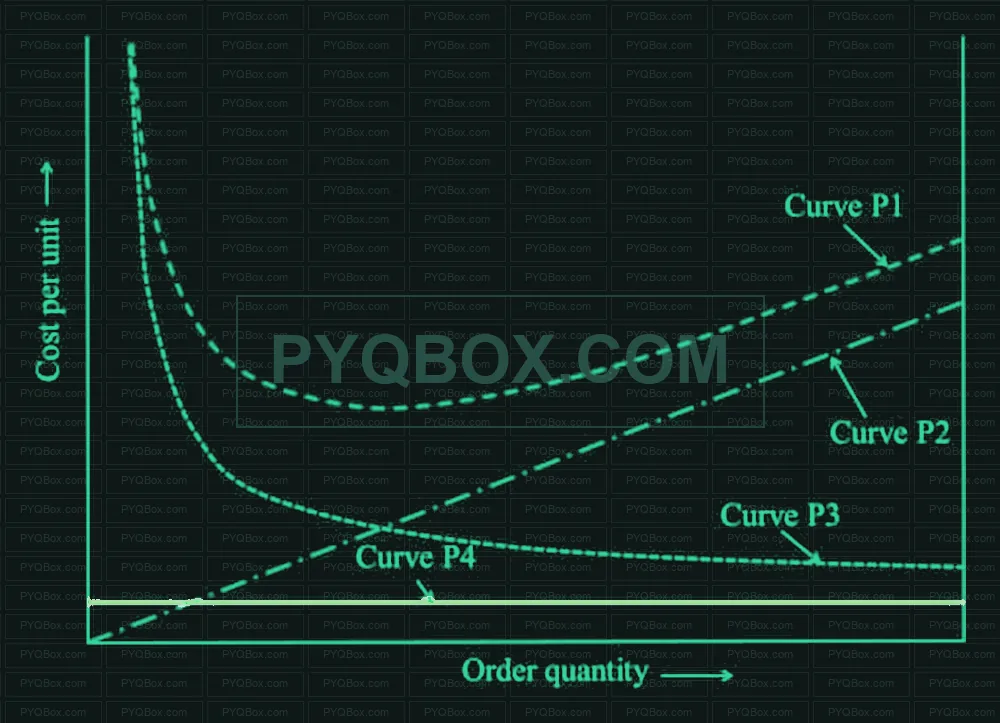 Curve P1
Cost per unit
PYQBOX.COM
Curve P2
Curve P3
Curve P4
Order quantity